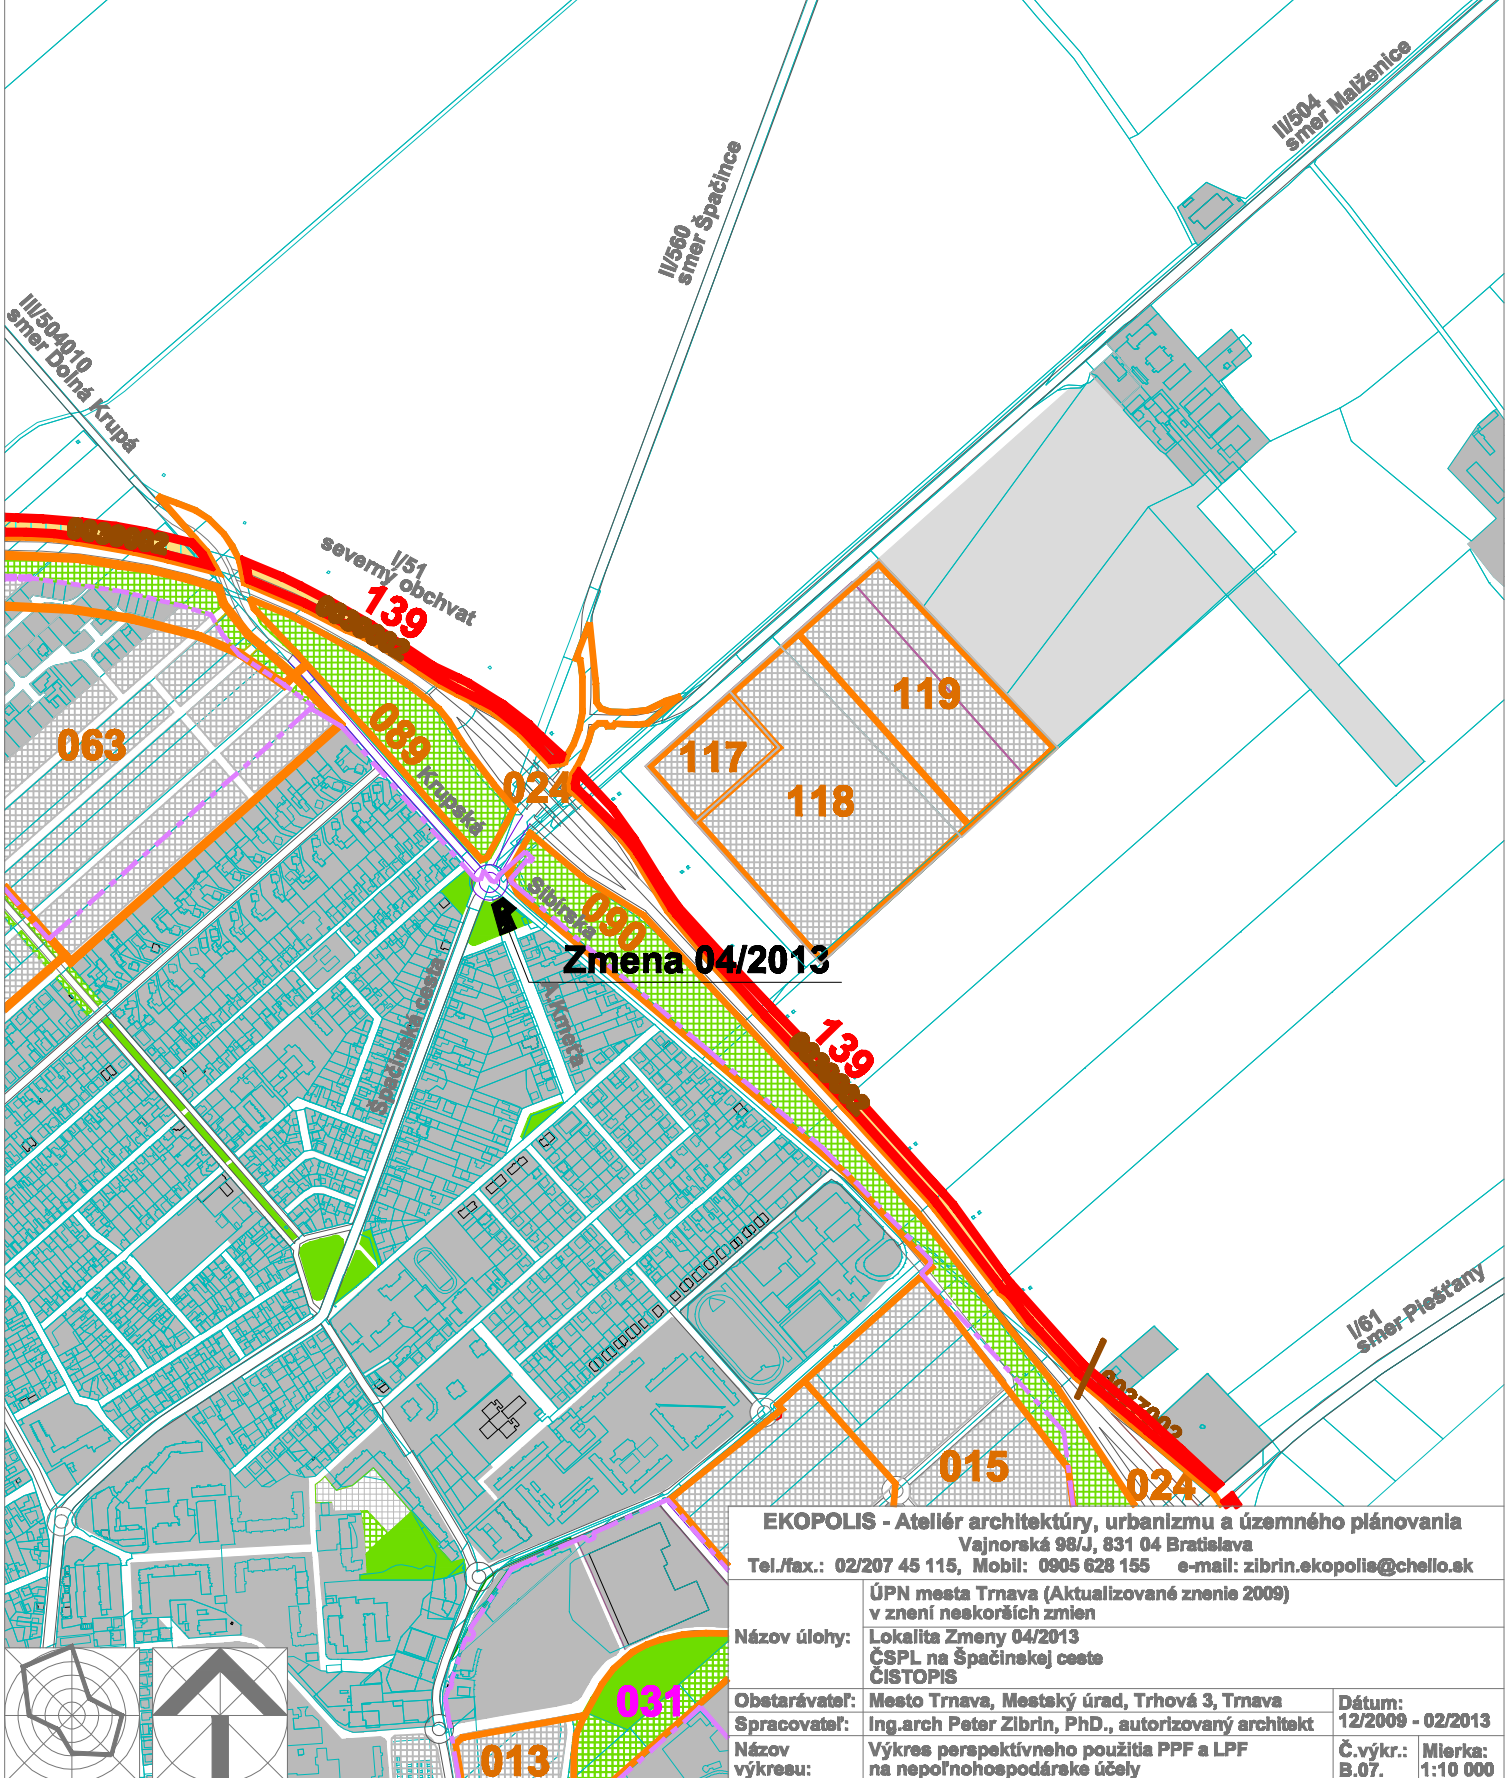 II/504
smer Malženice
II/560
smer Špačince
III/504010
smer Dolná Krupá
I/51
severný obchvat
139
063
089
Krupská
024
117
118
119
Sibírska
090
Zmena 04/2013
A.Kmeťa
Špačinská cesta
139
I/61
smer Piešťany
015
024
031
013
EKOPOLIS - Ateliér architektúry, urbanizmu a územného plánovania
Vajnorská 98/J, 831 04 Bratislava
Tel./fax.: 02/207 45 115, Mobil: 0905 628 155 e-mail: zibrin.ekopolis@chello.sk
Názov úlohy:
ÚPN mesta Trnava (Aktualizované znenie 2009)
v znení neskorších zmien
Lokalita Zmeny 04/2013
ČSPL na Špačinskej ceste
ČISTOPIS
Obstarávateľ: Mesto Trnava, Mestský úrad, Trhová 3, Trnava
Spracovateľ: Ing.arch Peter Zibrin, PhD., autorizovaný architekt
Dátum:
12/2009 - 02/2013
Názov
výkresu:
Výkres perspektívneho použitia PPF a LPF
na nepoľnohospodárske účely
Č.výkr.:
B.07.
Mierka:
1:10 000